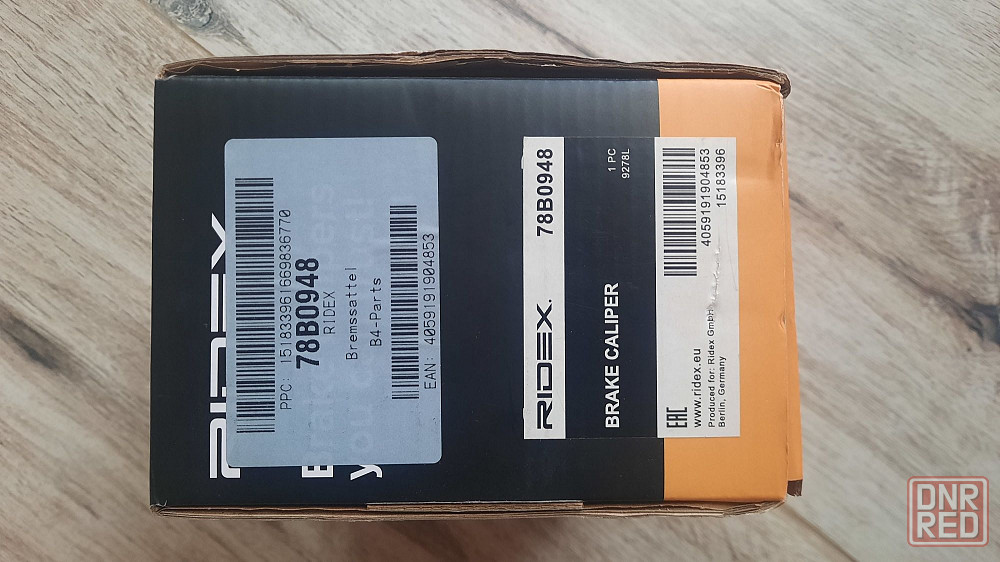 RIDEX
PPC: 151833961669836770
78B0948
RIDEX
Bremssattel
B4-Parts
EAN: 4059191904853
RIDEX.
78B0948
BRAKE CALIPER
1 PC
9278L
EAC
www.ridex.eu
Produced for: Ridex GmbH
Berlin, Germany
4059191904853
15183396
DNR
RED